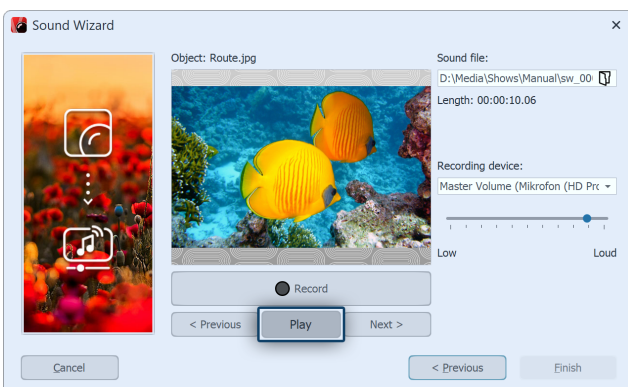 Sound Wizard
Object: Route.jpg
Sound file:
D:\Media\Shows\Manual\sw_00
Length: 00:00:10.06
Recording device:
Master Volume (Mikrofon (HD Pro
Low Loud
Record
< Previous Play Next >
Cancel < Previous Finish